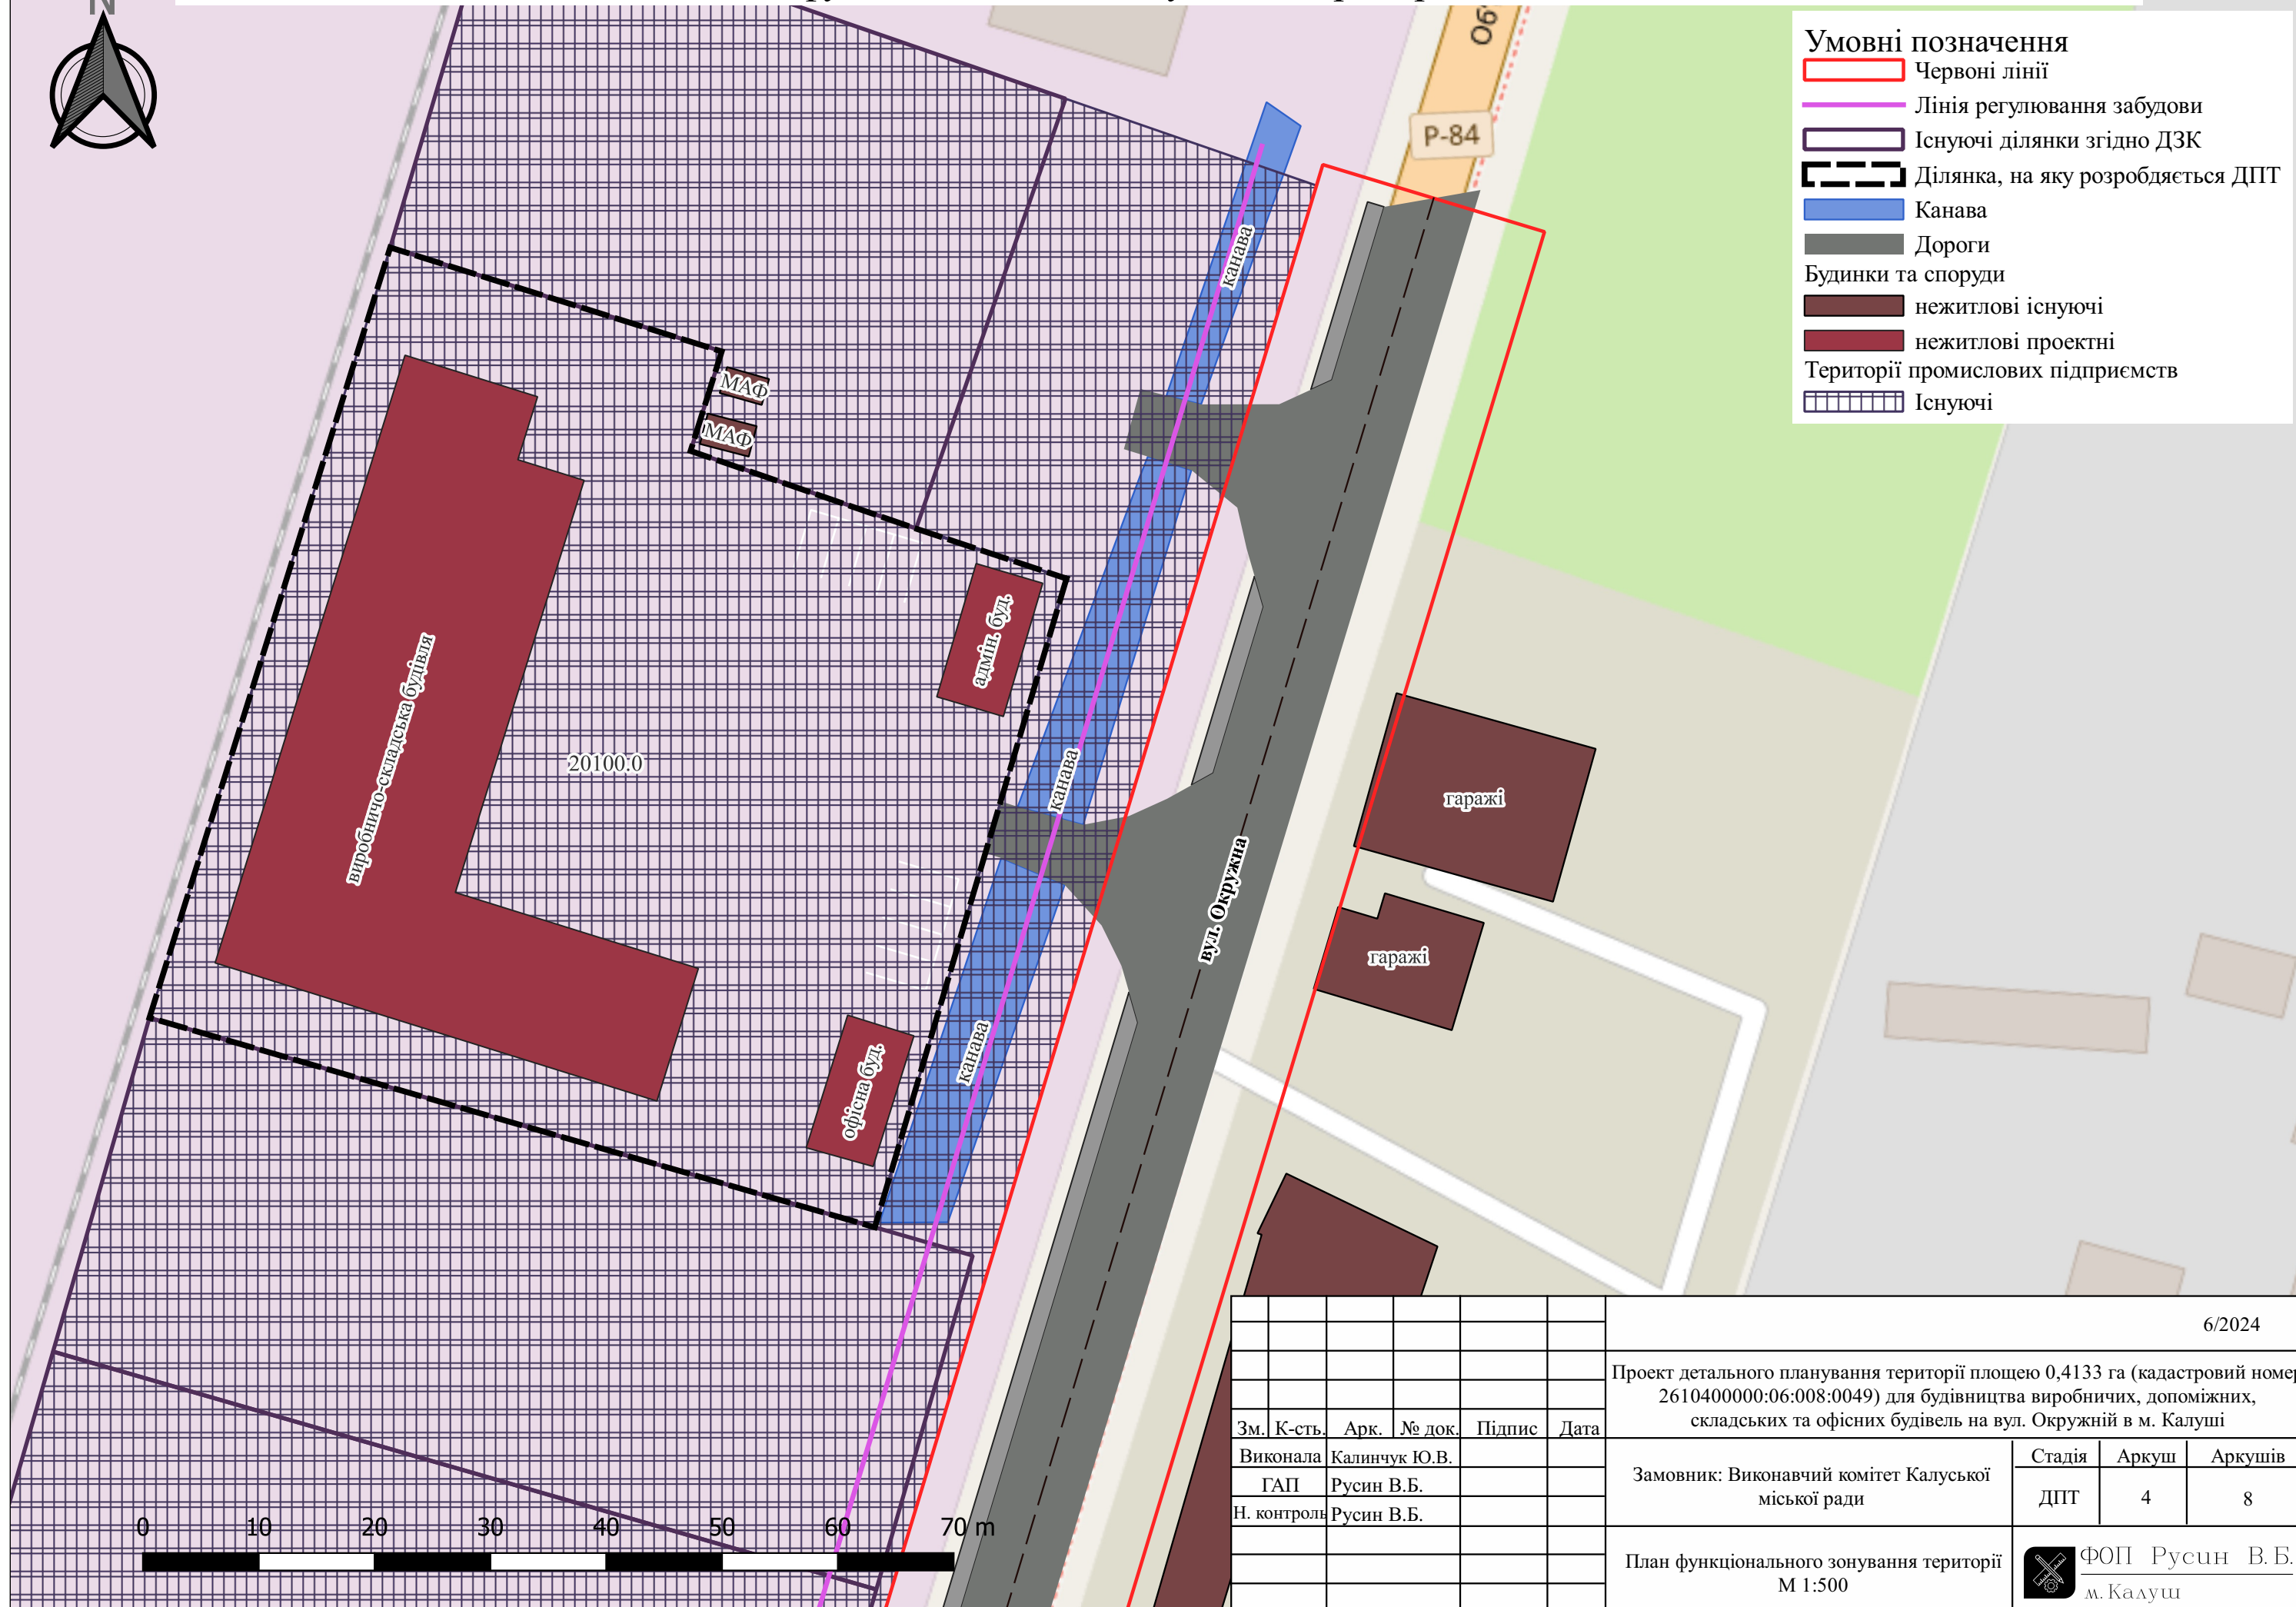 N
Умовні позначення
Червоні лінії
Лінія регулювання забудови
Існуючі ділянки згідно ДЗК
Ділянка, на яку розробдяється ДПТ
Канава
Дороги
Будинки та споруди
нежитлові існуючі
нежитлові проектні
Території промислових підприємств
Існуючі
Р-84
канава
МАФ
МАФ
адмін. буд.
виробничо-складська будівля
20100.0
канава
гаражі
вул. Окружна
гаражі
канава
офісна буд.
0 10 20 30 40 50 60 70 m
6/2024
Проект детального планування території площею 0,4133 га (кадастровий номер
2610400000:06:008:0049) для будівництва виробничих, допоміжних,
складських та офісних будівель на вул. Окружній в м. Калуші
Зм. К-сть. Арк. № док. Підпис Дата
Виконала Калинчук Ю.В.
ГАП Русин В.Б.
Н. контроль Русин В.Б.
Замовник: Виконавчий комітет Калуської
міської ради
Стадія Аркуш Аркушів
ДПТ 4 8
План функціонального зонування території
М 1:500
ФОП Русин В.Б.
м.Калуш